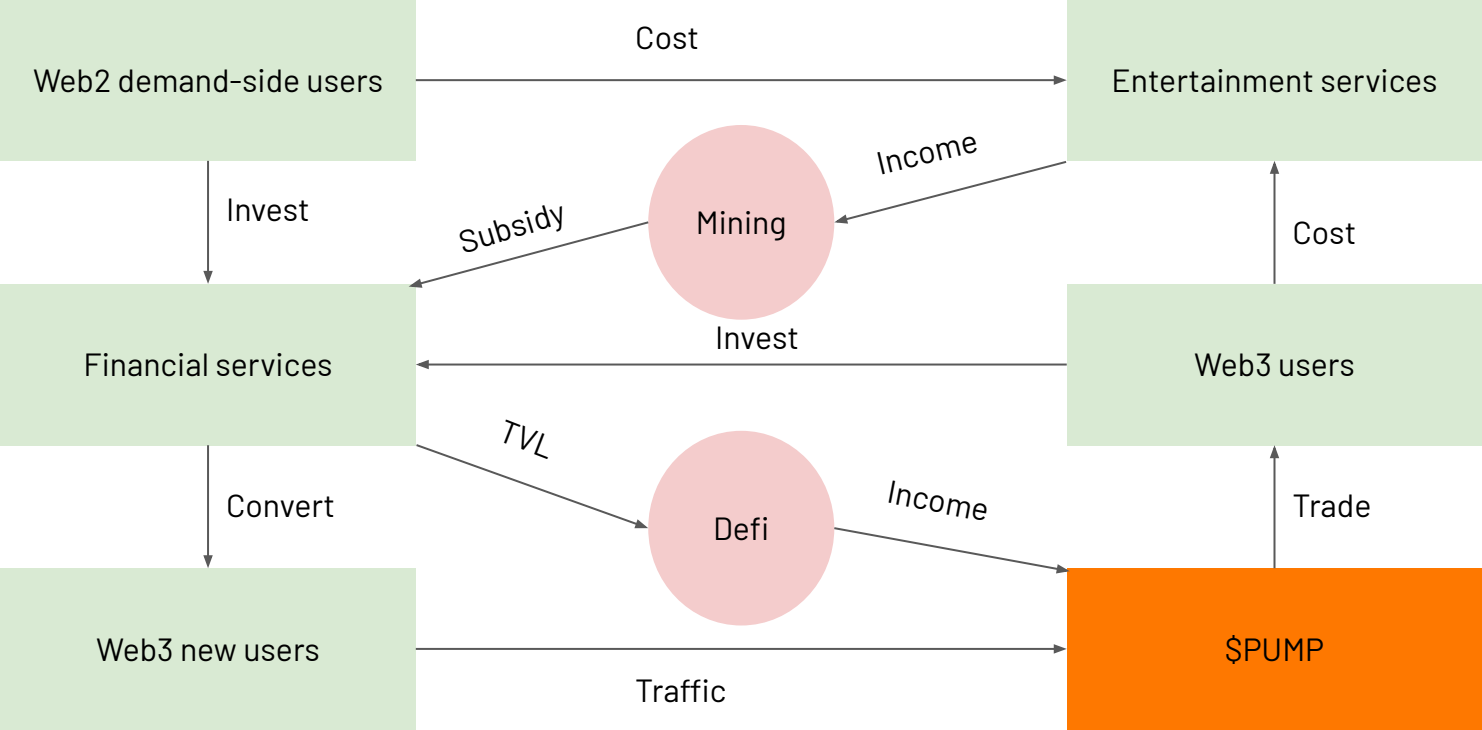 Cost
Web2 demand-side users
Entertainment services
Income
Mining
Subsidy
Invest
Cost
Invest
Financial services
Web3 users
TVL
Income
Convert
Trade
Defi
Web3 new users
$PUMP
Traffic